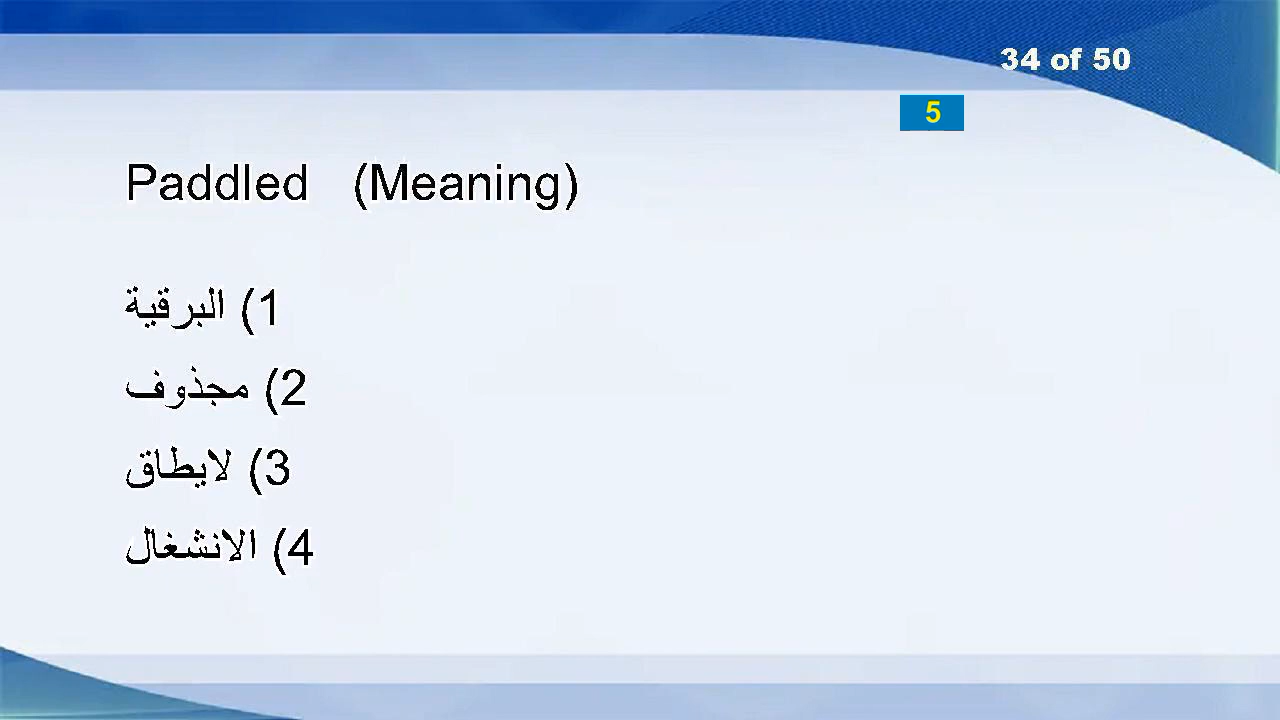 34 of 50
5
Paddled (Meaning)
1) البرقية
2) مجذوف
3) لايطاق
4) الانشغال